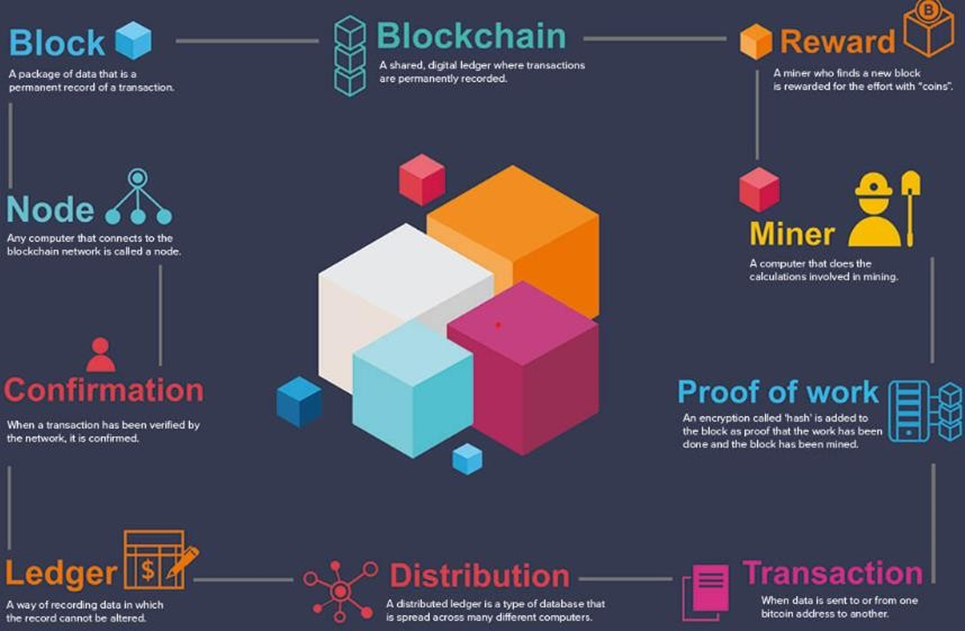 Block
A package of data that is a
permanent record of a transaction.
Blockchain
A shared, digital ledger where transactions
are permanently recorded.
B
Reward
A miner who finds a new block
is rewarded for the effort with “coins”.
Node
Any computer that connects to the
blockchain network is called a node.
Miner
A computer that does the
calculations involved in mining.
Confirmation
When a transaction has been verified by
the network, it is confirmed.
Proof of work
An encryption called ‘hash’ is added to
the block as proof that the work has been
done and the block has been mined.
Ledger
$
A way of recording data in which
the record cannot be altered.
Distribution
A distributed ledger is a type of database that
is spread across many different computers.
Transaction
When data is sent to or from one
bitcoin address to another.